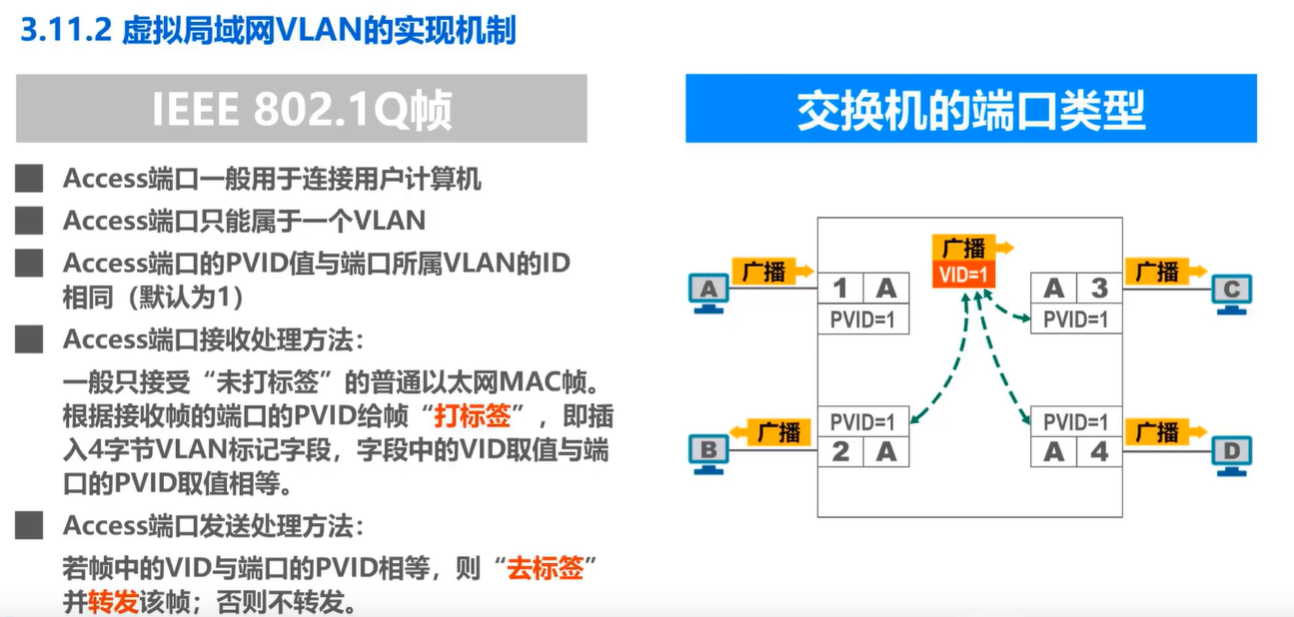 3.11.2 虚拟局域网VLAN的实现机制
IEEE 802.1Q帧
Access端口一般用于连接用户计算机
Access端口只能属于一个VLAN
Access端口的PVID值与端口所属VLAN的ID
相同（默认为1）
Access端口接收处理方法：
一般只接受“未打标签”的普通以太网MAC帧。
根据接收帧的端口的PVID给帧“打标签”，即插
入4字节VLAN标记字段，字段中的VID取值与端
口的PVID取值相等。
Access端口发送处理方法：
若帧中的VID与端口的PVID相等，则“去标签”
并转发该帧；否则不转发。
交换机的端口类型
广播
VID=1
A
广播
1 A
PVID=1
A 3
PVID=1
广播
C
B
广播
PVID=1
2 A
PVID=1
A 4
广播
D